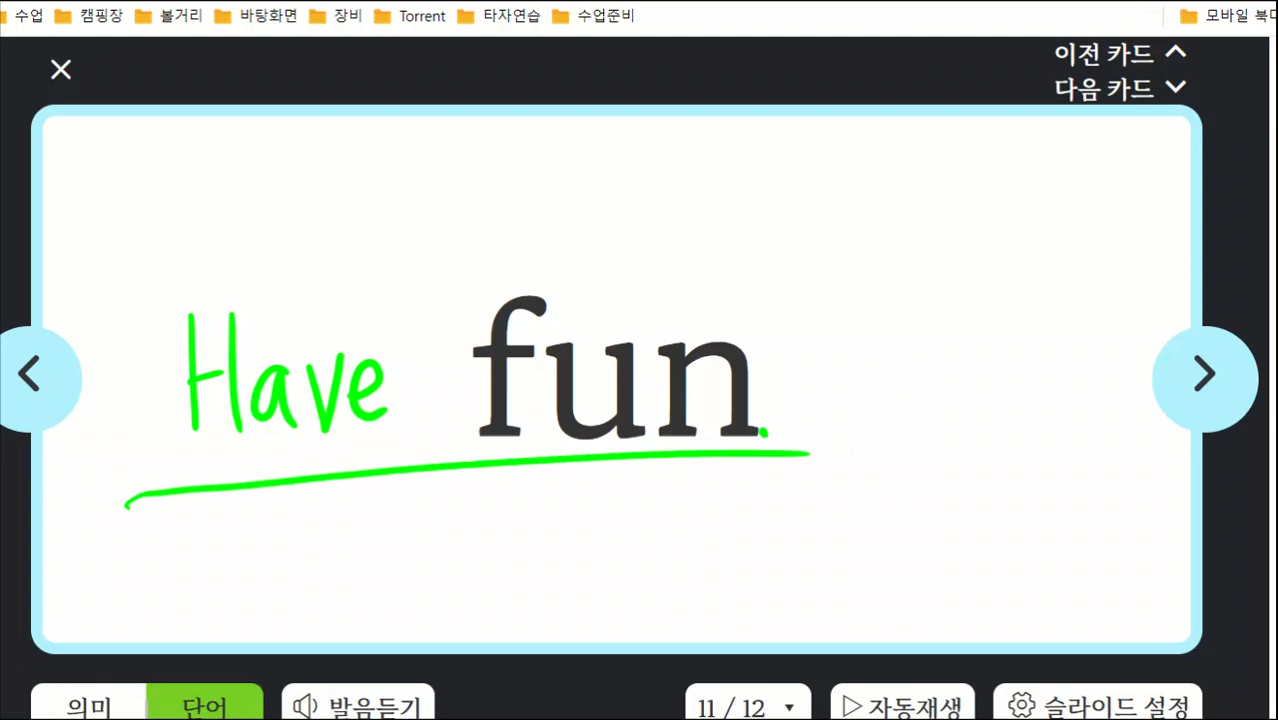 수업 캠핑장 볼거리 바탕화면 장비 Torrent 타자연습 수업준비 모바일 북마
이전 카드
다음 카드
Have fun.
의미 단어 발음듣기 11 / 12 자동재생 슬라이드 설정